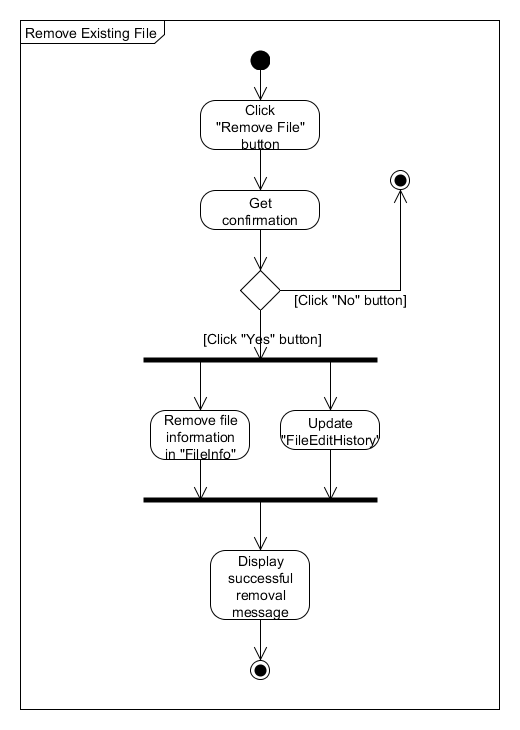 Remove Existing File
Click
"Remove File"
button
Get
confirmation
[Click "No" button]
[Click "Yes" button]
Remove file
information
in "FileInfo"
Update
"FileEditHistory"
Display
successful
removal
message